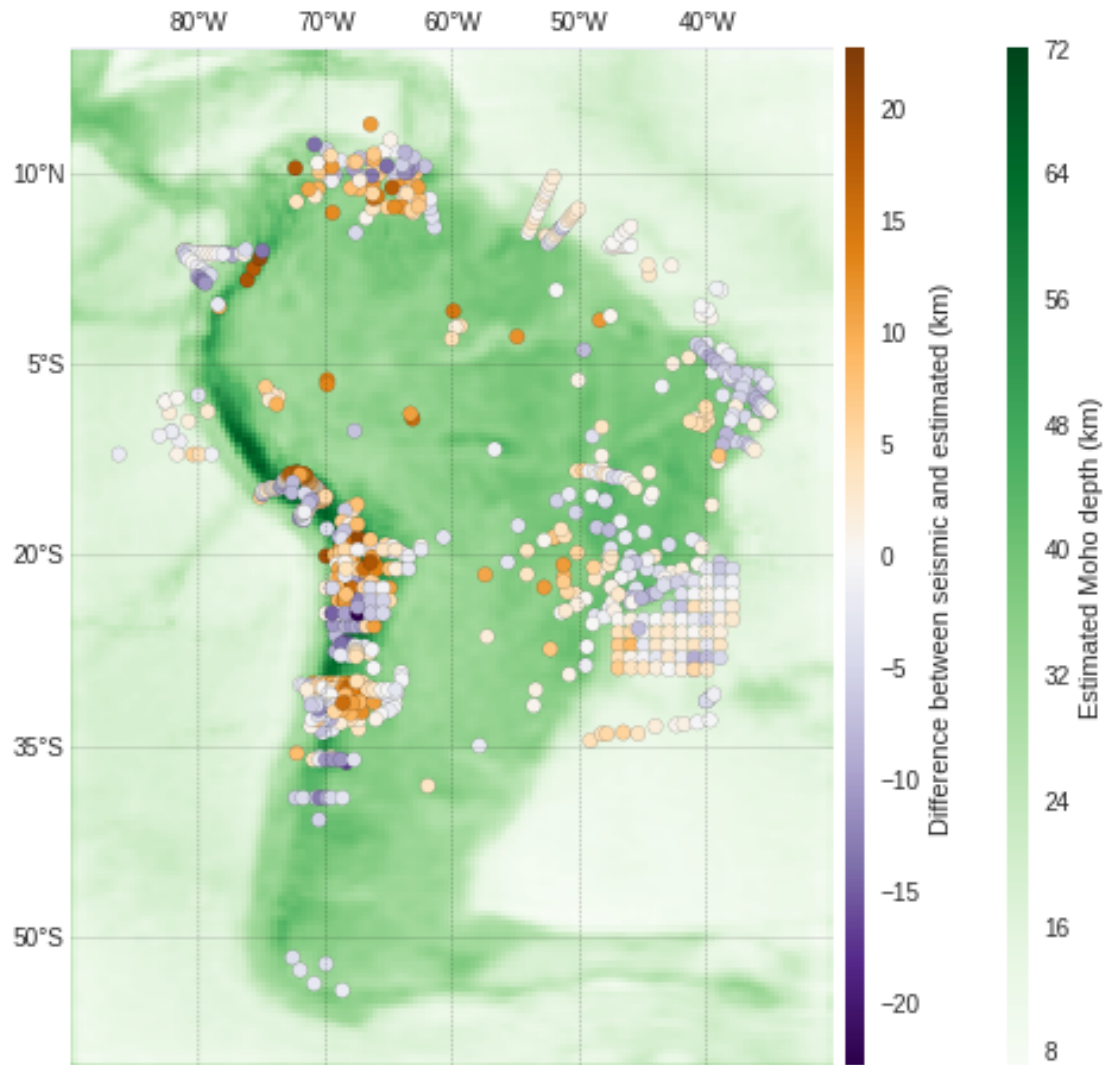 80°W 70°W 60°W 50°W 40°W
10°N
5°S
20°S
35°S
50°S
20
15
10
5
0
−5
−10
−15
−20
Difference between seismic and estimated (km)
72
64
56
48
40
32
24
16
8
Estimated Moho depth (km)